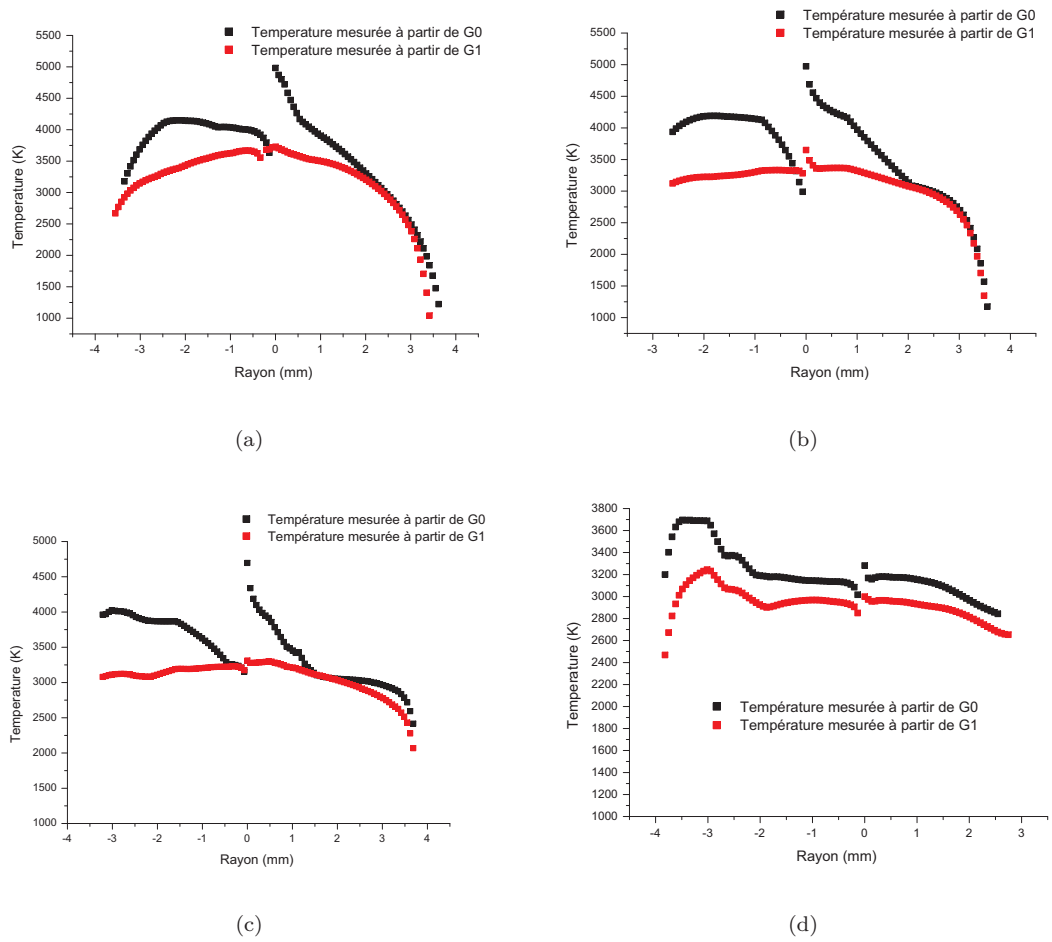 Temperature mesurée à partir de G0
Temperature mesurée à partir de G1
5500
5000
4500
4000
3500
3000
2500
2000
1500
1000
Temperature (K)
-4 -3 -2 -1 0 1 2 3 4
Rayon (mm)
(a)
Température mesurée à partir de G0
Température mesurée à partir de G1
5500
5000
4500
4000
3500
3000
2500
2000
1500
1000
Temperature (K)
-3 -2 -1 0 1 2 3 4
Rayon (mm)
(b)
Température mesurée à partir de G0
Température mesurée à partir de G1
5000
4500
4000
3500
3000
2500
2000
1500
1000
Temperature (K)
-4 -3 -2 -1 0 1 2 3 4
Rayon (mm)
(c)
3800
3600
3400
3200
3000
2800
2600
2400
2200
2000
1800
1600
1400
1200
1000
Temperature (K)
Température mesurée à partir de G0
Température mesurée à partir de G1
-4 -3 -2 -1 0 1 2 3
Rayon (mm)
(d)